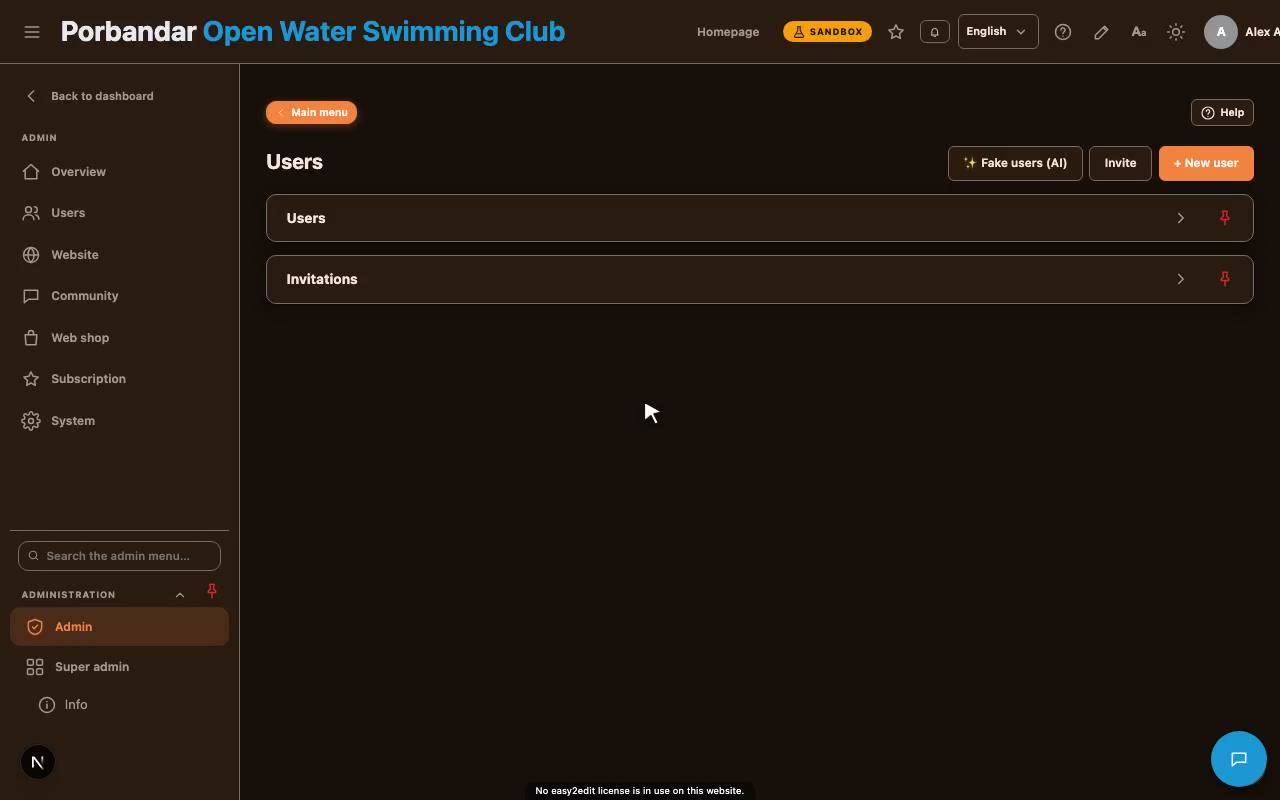 Porbandar Open Water Swimming Club
Homepage
SANDBOX
English
Aa
A
Alex A
Back to dashboard
ADMIN
Overview
Users
Website
Community
Web shop
Subscription
System
Search the admin menu...
ADMINISTRATION
Admin
Super admin
Info
N
Main menu
Help
Users
Fake users (AI)
Invite
+ New user
Users
Invitations
No easy2edit license is in use on this website.